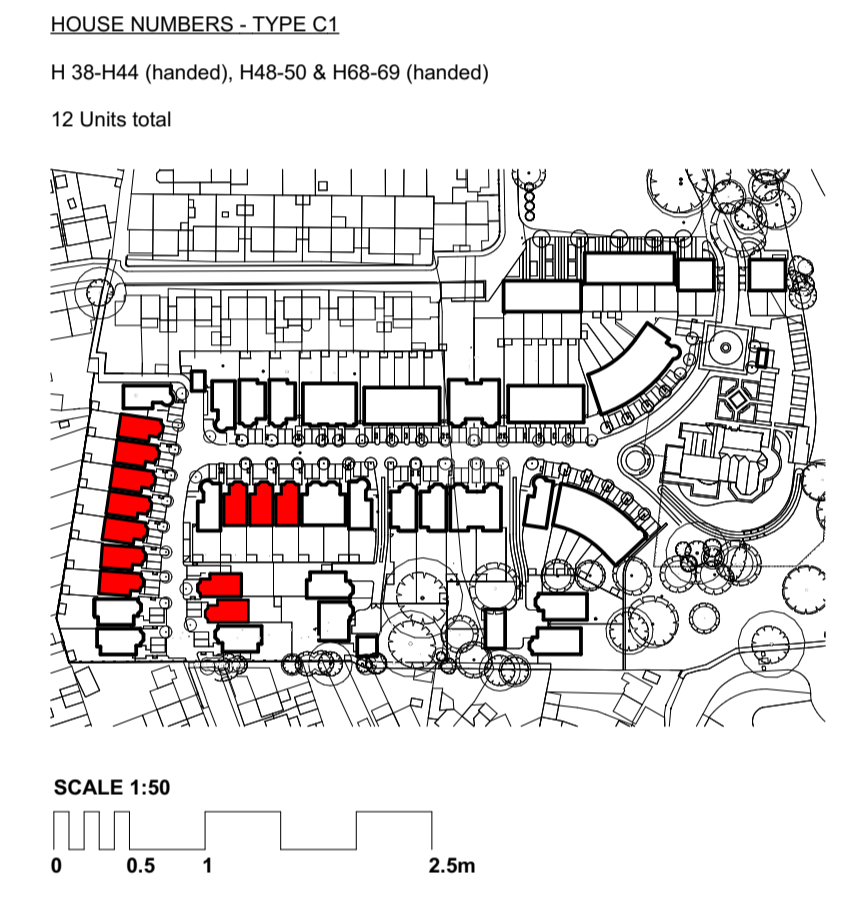 HOUSE NUMBERS - TYPE C1
H 38-H44 (handed), H48-50 & H68-69 (handed)
12 Units total
SCALE 1:50
0 0.5 1 2.5m